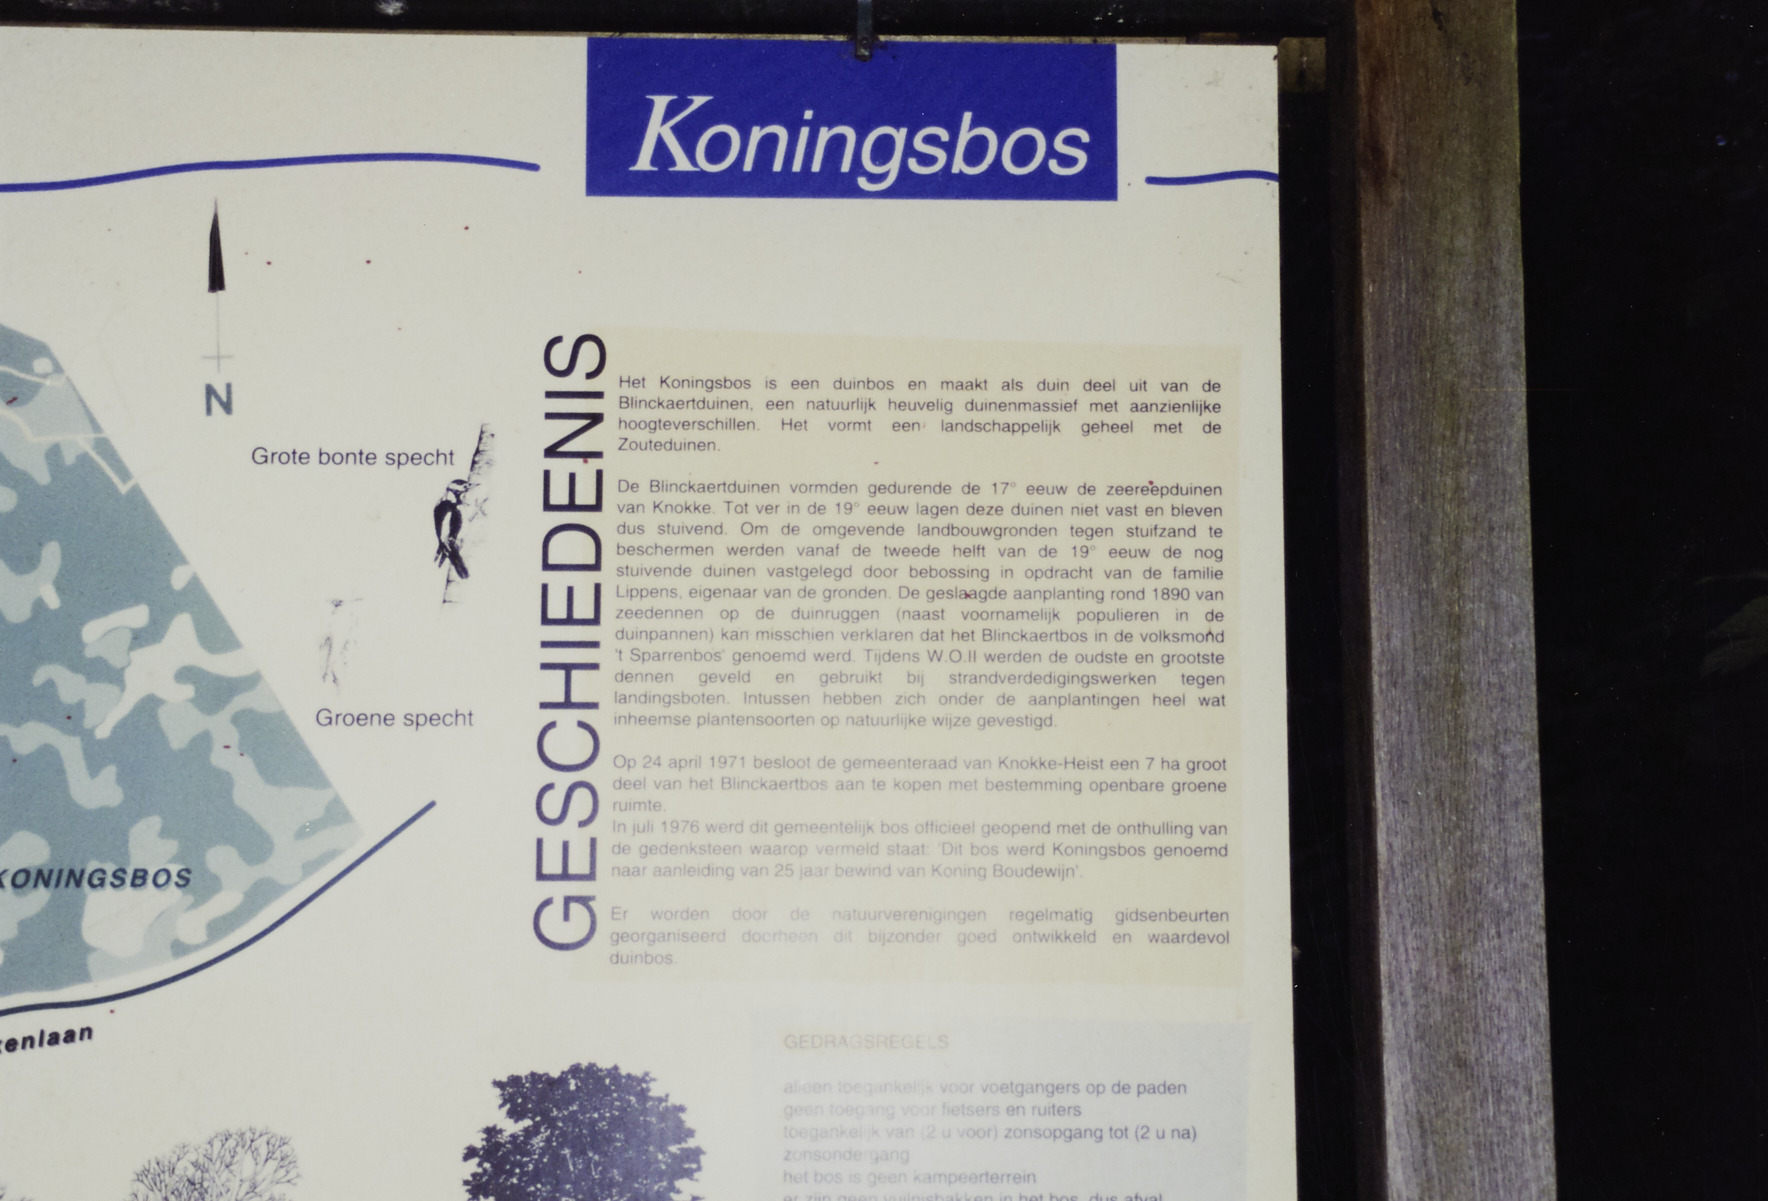 Koningsbos
N
Grote bonte specht
Groene specht
KONINGSBOS
kenlaan
GESCHIEDENIS
Het Koningsbos is een duinbos en maakt als duin deel uit van de
Blinckaertduinen, een natuurlijk heuvelig duinenmassief met aanzienlijke
hoogteverschillen. Het vormt een landschappelijk geheel met de
Zouteduinen.
De Blinckaertduinen vormden gedurende de 17° eeuw de zeereepduinen
van Knokke. Tot ver in de 19° eeuw lagen deze duinen niet vast en bleven
dus stuivend. Om de omgevende landbouwgronden tegen stuifzand te
beschermen werden vanaf de tweede helft van de 19° eeuw de nog
stuivende duinen vastgelegd door bebossing in opdracht van de familie
Lippens, eigenaar van de gronden. De geslaagde aanplanting rond 1890 van
zeedennen op de duinruggen (naast voornamelijk populieren in de
duinpannen) kan misschien verklaren dat het Blinckaertbos in de volksmond
't Sparrenbos' genoemd werd. Tijdens W.O.II werden de oudste en grootste
dennen geveld en gebruikt bij strandverdedigingswerken tegen
landingsboten. Intussen hebben zich onder de aanplantingen heel wat
inheemse plantensoorten op natuurlijke wijze gevestigd.
Op 24 april 1971 besloot de gemeenteraad van Knokke-Heist een 7 ha groot
deel van het Blinckaertbos aan te kopen met bestemming openbare groene
ruimte.
In juli 1976 werd dit gemeentelijk bos officieel geopend met de onthulling van
de gedenksteen waarop vermeld staat: 'Dit bos werd Koningsbos genoemd
naar aanleiding van 25 jaar bewind van Koning Boudewijn'.
Er worden door de natuurverenigingen regelmatig gidsenbeurten
georganiseerd doorheen dit bijzonder goed ontwikkeld en waardevol
duinbos.
GEDRAGSREGELS
alleen toegankelijk voor voetgangers op de paden
geen toegang voor fietsers en ruiters
toegankelijk van (2 u voor) zonsopgang tot (2 u na)
zonsondergang
het bos is geen kampeerterrein
er zijn geen vuilnisbakken in het bos, dus afval